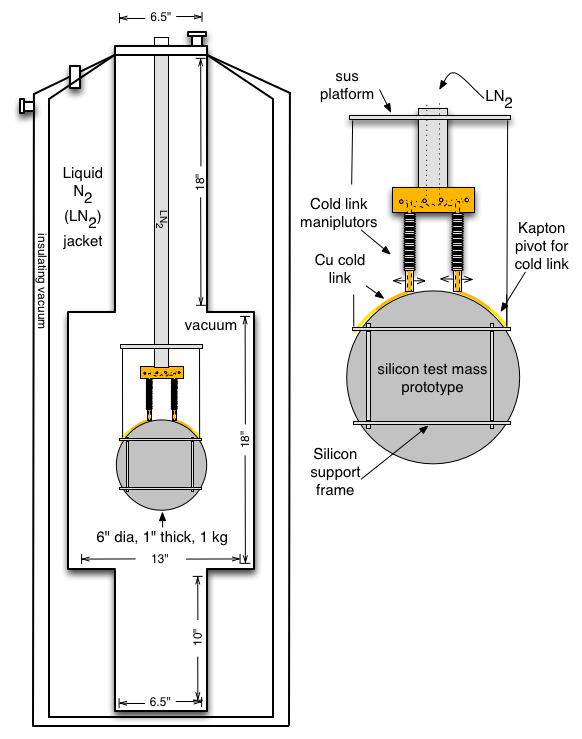 6.5"
18"
LN2
Liquid
N2
(LN2)
jacket
insulating vacuum
vacuum
18"
6" dia, 1" thick, 1 kg
13"
10"
6.5"
sus
platform
LN2
Cold link
maniplutors
Cu cold
link
Kapton
pivot for
cold link
silicon test mass
prototype
Silicon
support
frame